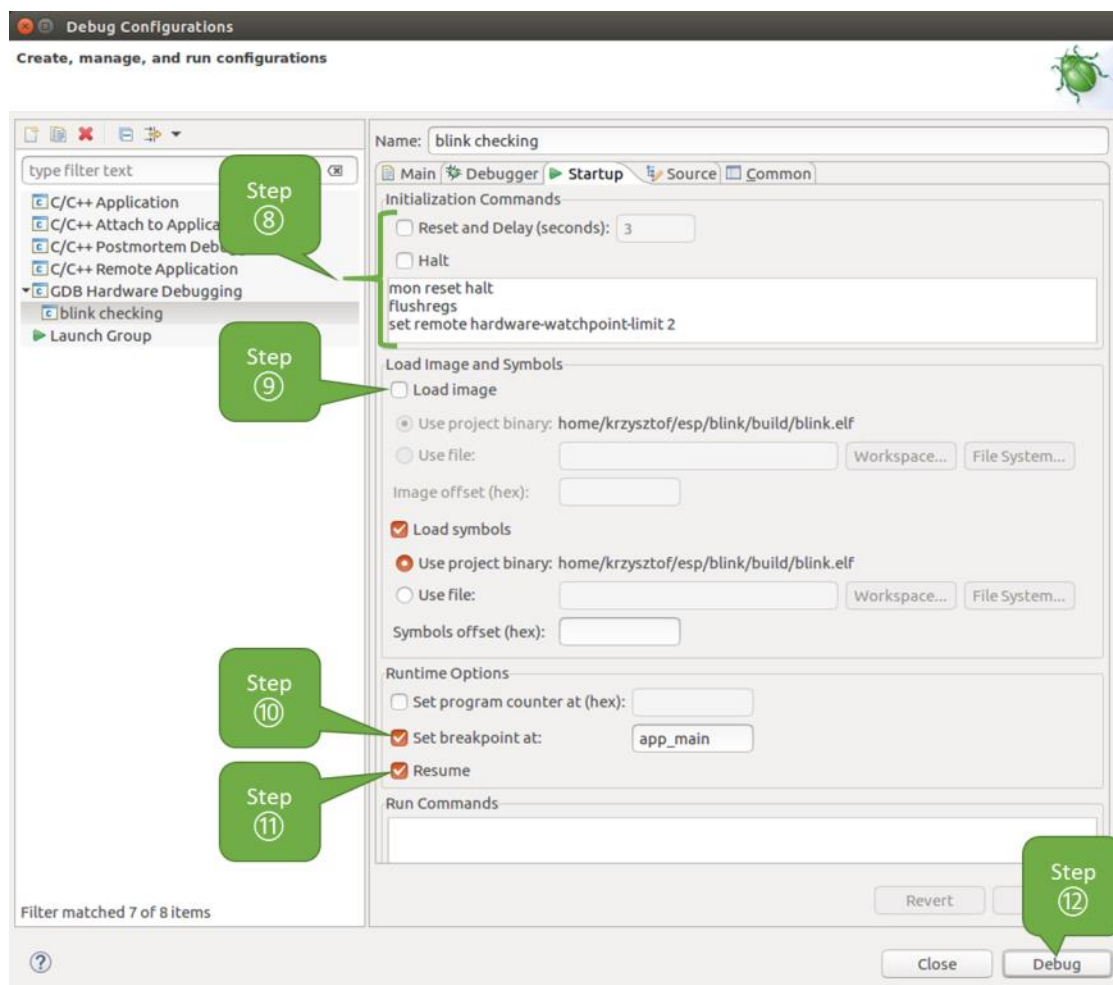 Debug Configurations
Create, manage, and run configurations
type filter text
C/C++ Application
C/C++ Attach to Applica
C/C++ Postmortem Debu
C/C++ Remote Application
GDB Hardware Debugging
blink checking
Launch Group
Filter matched 7 of 8 items
Step
⑧
Step
⑨
Step
⑩
Step
⑪
Name: blink checking
Main Debugger Startup Source Common
Initialization Commands
Reset and Delay (seconds): 3
Halt
mon reset halt
flushregs
set remote hardware-watchpoint-limit 2
Load Image and Symbols
Load image
Use project binary: home/krzysztof/esp/blink/build/blink.elf
Use file: Workspace... File System...
Image offset (hex):
Load symbols
Use project binary: home/krzysztof/esp/blink/build/blink.elf
Use file: Workspace... File System...
Symbols offset (hex):
Runtime Options
Set program counter at (hex):
Set breakpoint at: app_main
Resume
Run Commands
Step
⑫
Revert
Close Debug